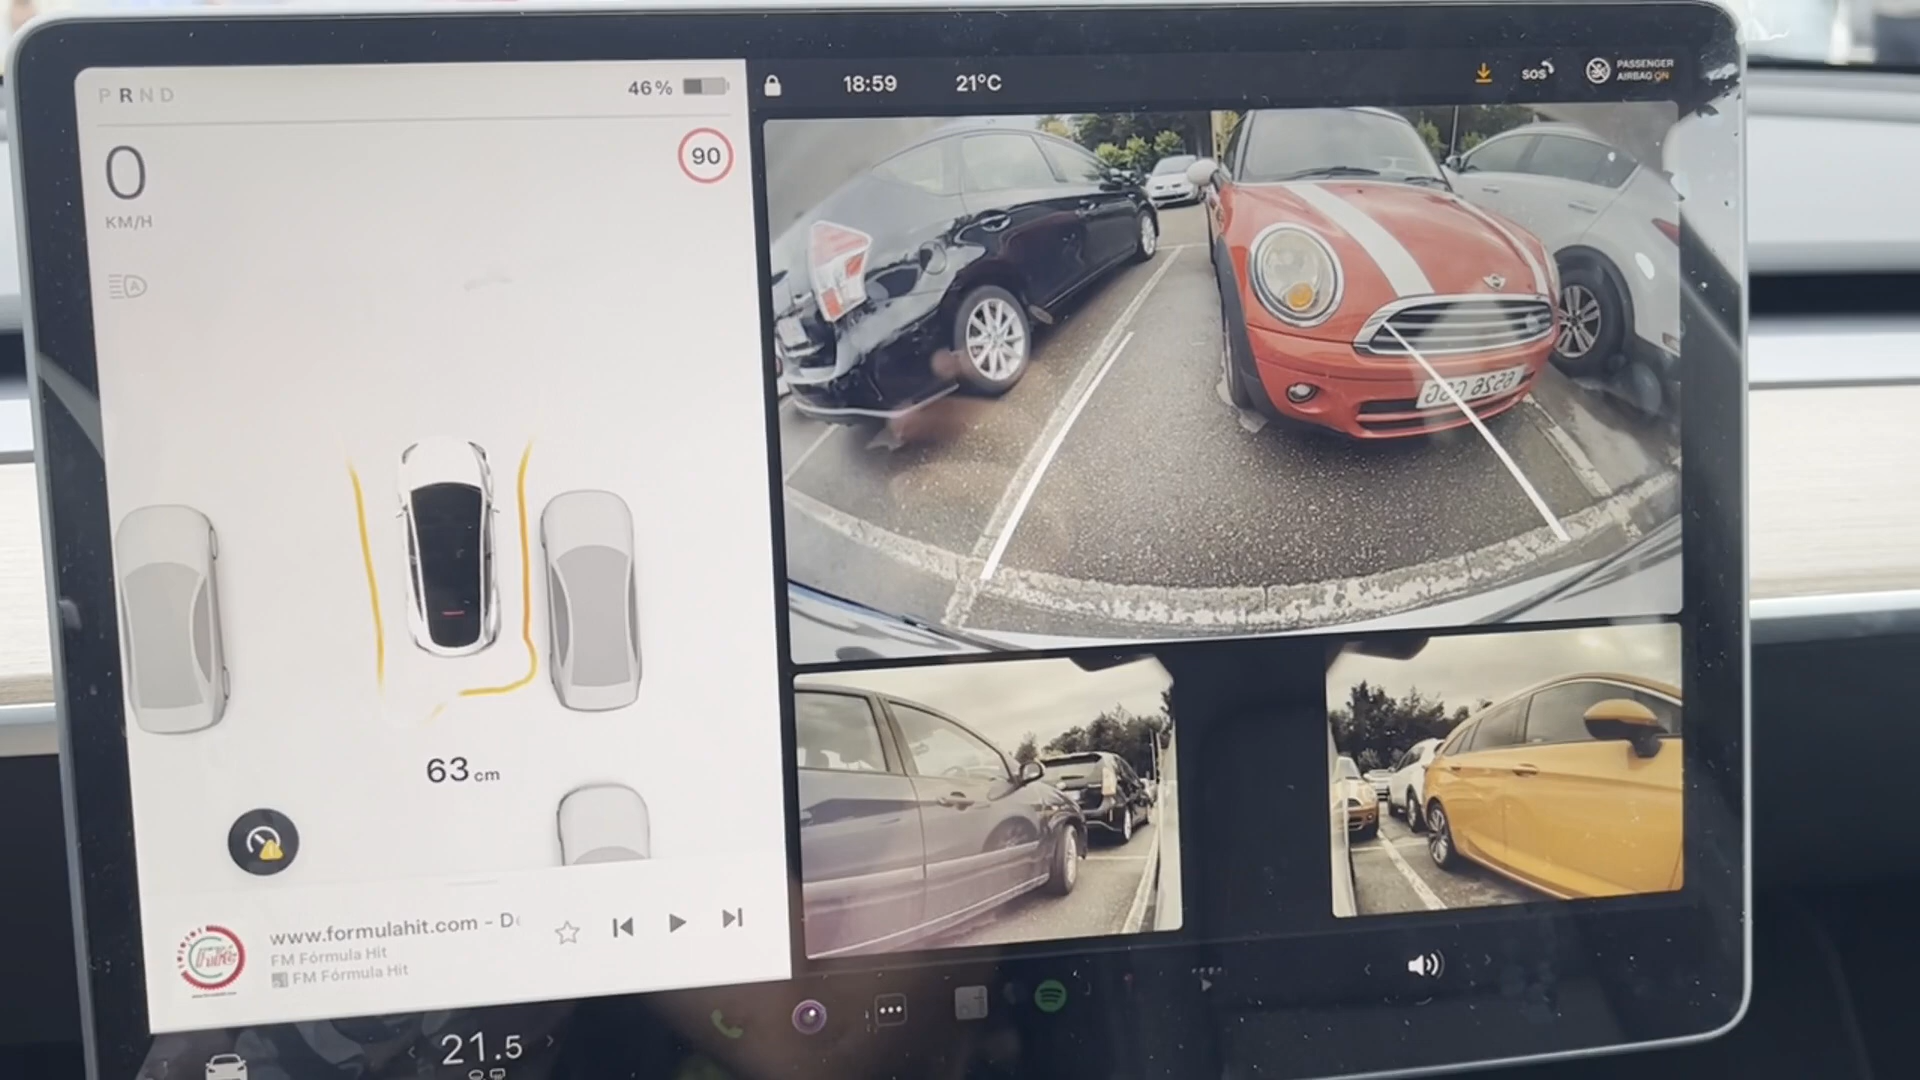 PRND
46%
18:59
21°C
SOS
PASSENGER
AIRBAG ON
0
KM/H
90
A
63 cm
www.formulahit.com - D
FM Fórmula Hit
FM Fórmula Hit
21.5